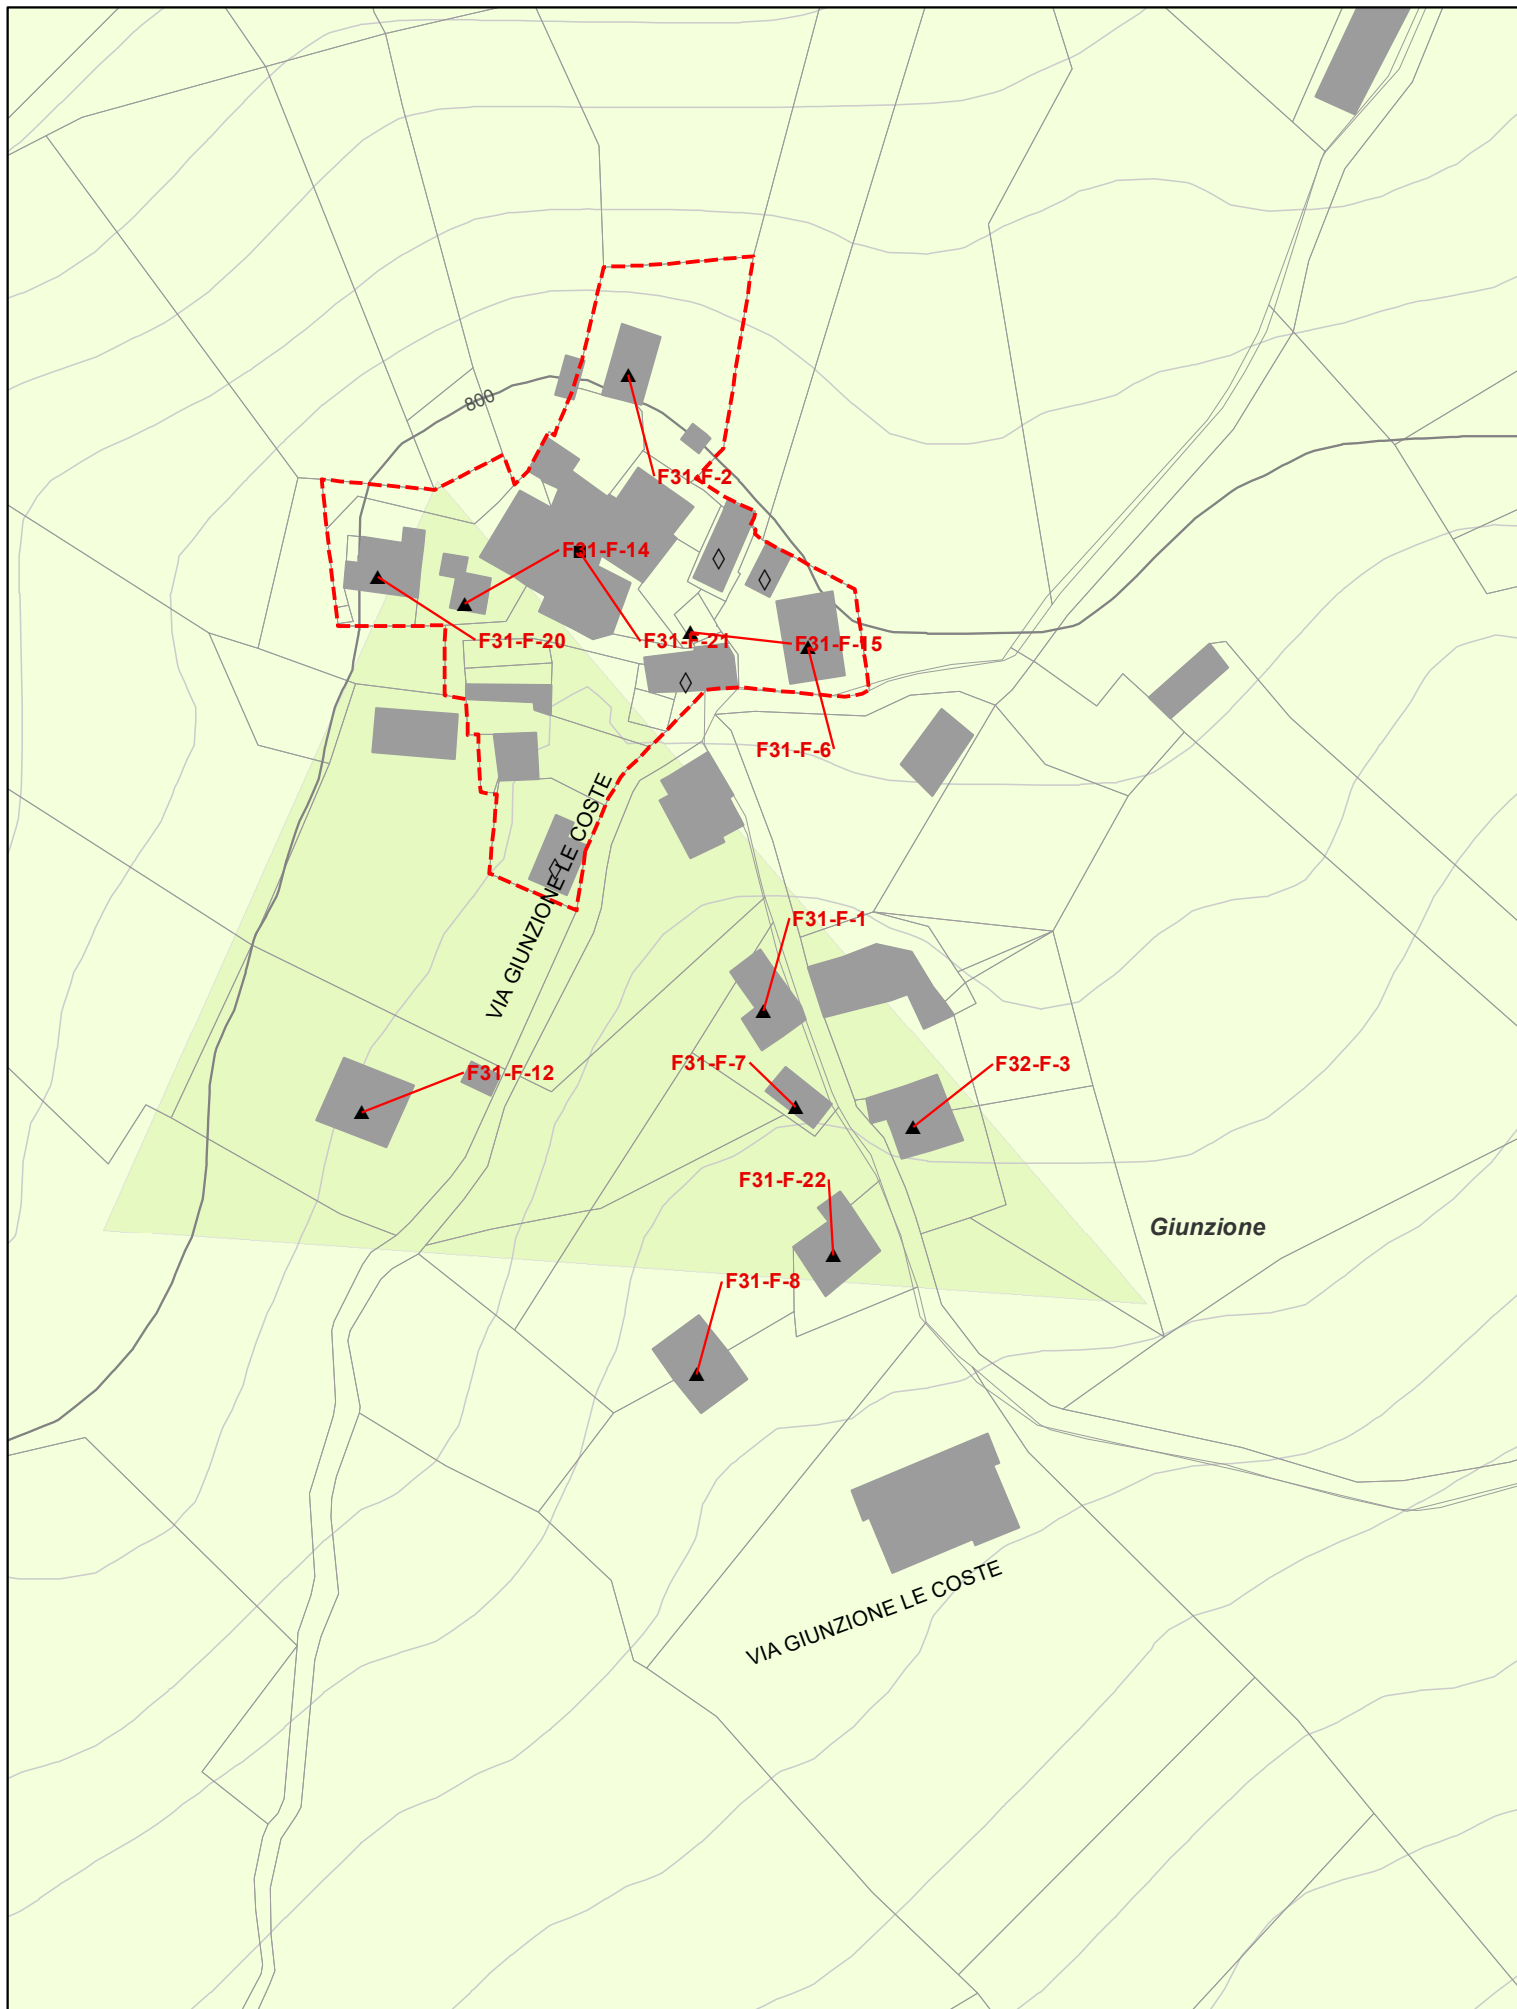 800
F31-F-2
F31-F-14
F31-F-20
F31-F-21
F31-F-15
F31-F-6
VIA GIUNZIONE LE COSTE
F31-F-1
F31-F-7
F32-F-3
F31-F-12
F31-F-22
Giunzione
F31-F-8
VIA GIUNZIONE LE COSTE